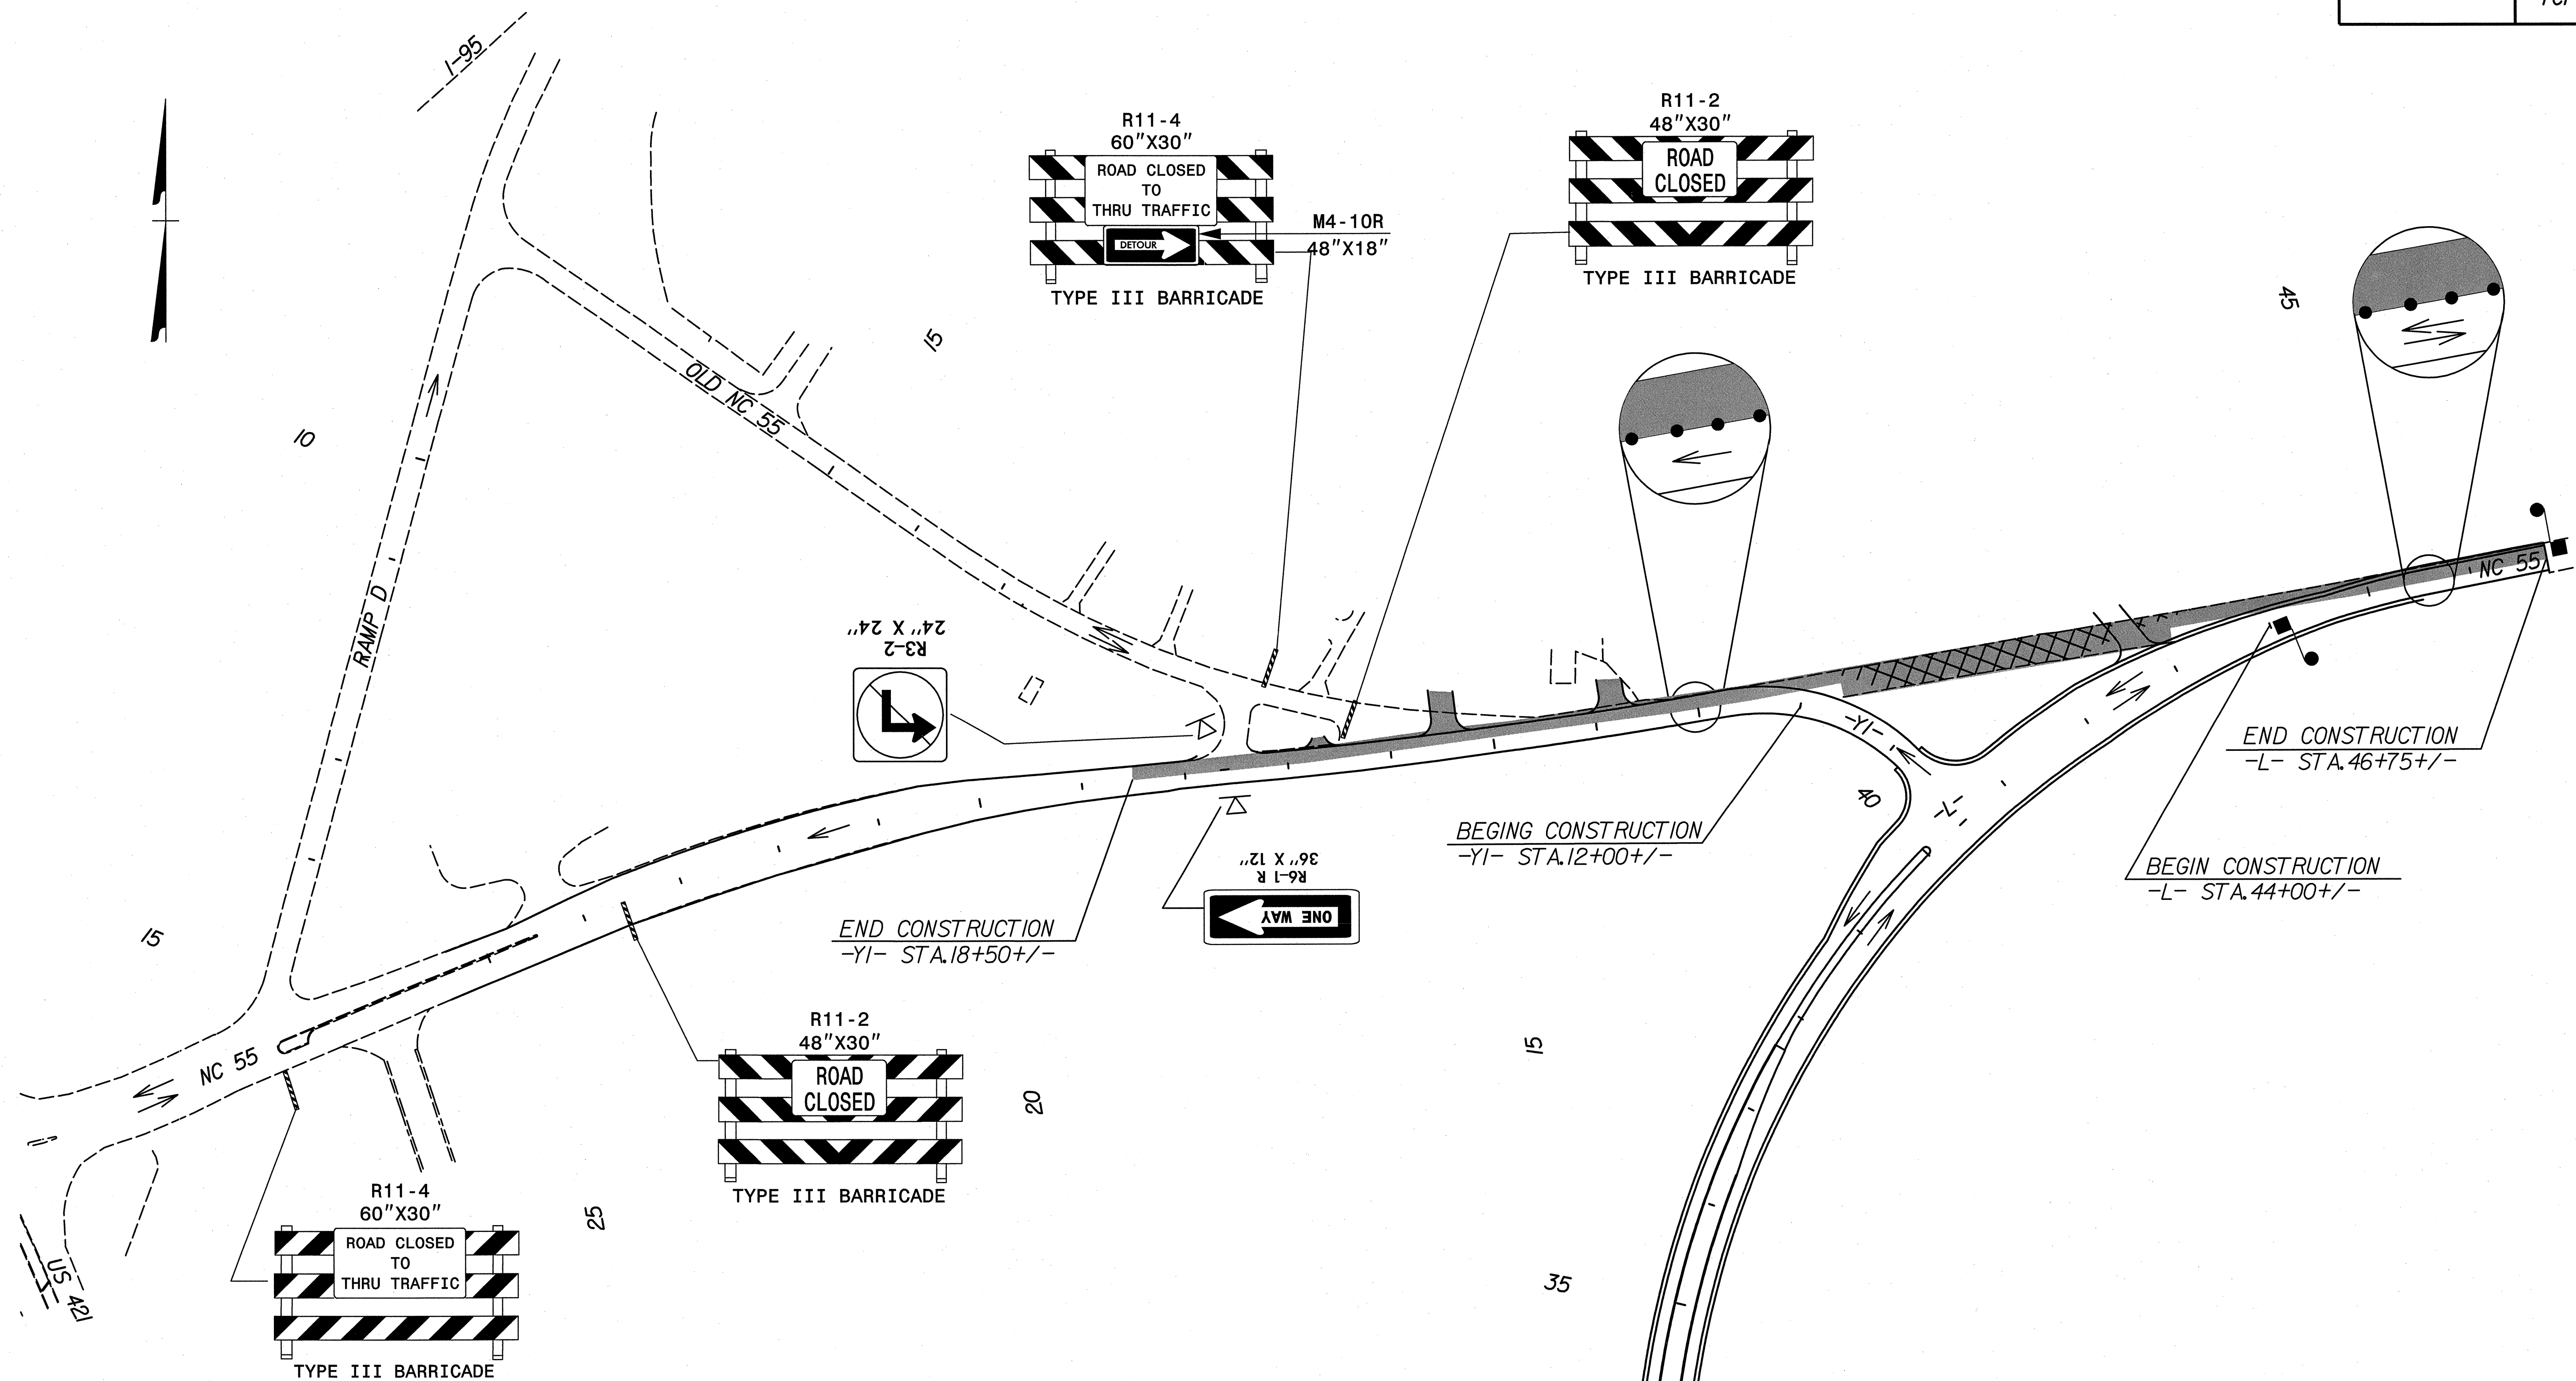 I-95
R11-4
60"X30"
ROAD CLOSED
TO
THRU TRAFFIC
DETOUR
M4-10R
48"X18"
TYPE III BARRICADE
R11-2
48"X30"
ROAD
CLOSED
TYPE III BARRICADE
45
15
10
OLD NC 55
RAMP D
R3-2
24" X 24"
NC 55
-Y1-
-L-
40
END CONSTRUCTION
-L- STA.46+75+/-
BEGING CONSTRUCTION
-Y1- STA.12+00+/-
BEGIN CONSTRUCTION
-L- STA.44+00+/-
R6-1 R
36" X 12"
ONE WAY
END CONSTRUCTION
-Y1- STA.18+50+/-
15
NC 55
R11-2
48"X30"
ROAD
CLOSED
TYPE III BARRICADE
20
15
25
35
US 421
R11-4
60"X30"
ROAD CLOSED
TO
THRU TRAFFIC
TYPE III BARRICADE